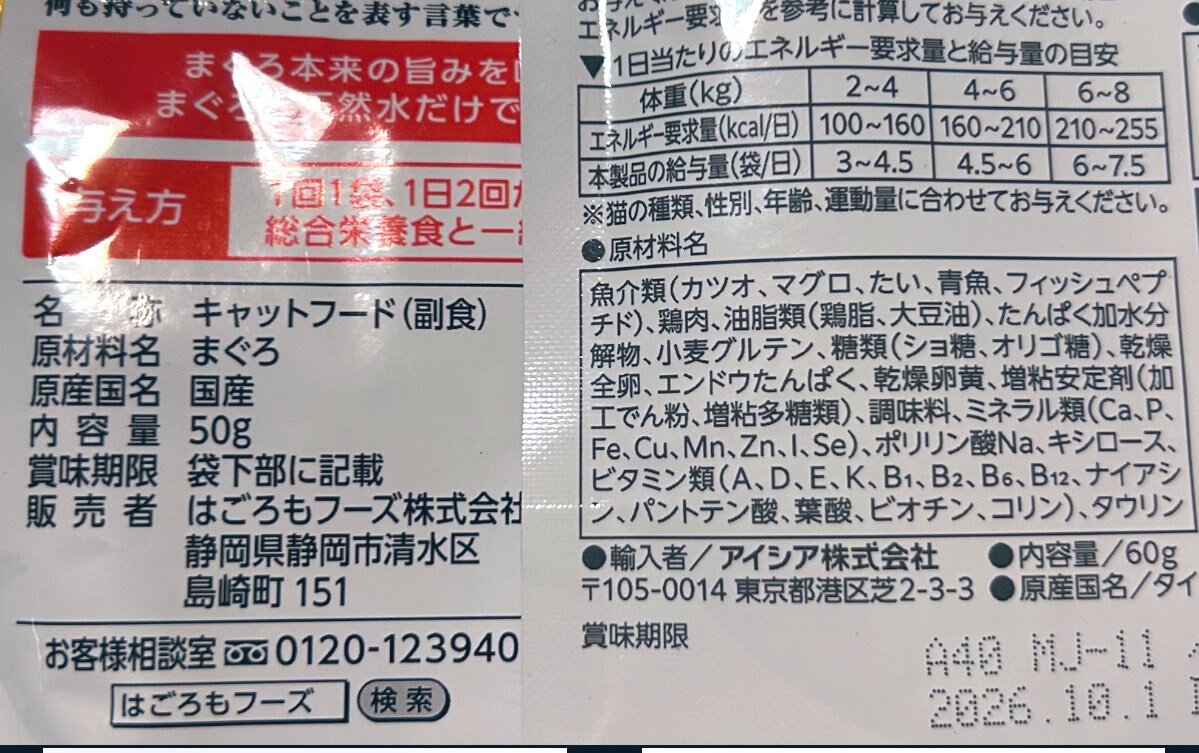 何も持っていないことを表す言葉で
まぐろ本来の旨みを
まぐろ 天然水だけで
与え方
1回1袋、1日2回
総合栄養食と一
名称 キャットフード(副食)
原材料名 まぐろ
原産国名 国産
内容量 50g
賞味期限 袋下部に記載
販売者 はごろもフーズ株式会社
静岡県静岡市清水区
島崎町 151
お客様相談室 0120-123940
はごろもフーズ 検索
エネルギー要求 を参考に計算してお与えください。
▼1日当たりのエネルギー要求量と給与量の目安
体重(kg) 2~4 4~6 6~8
エネルギー要求量(kcal/日) 100~160 160~210 210~255
本製品の給与量(袋/日) 3~4.5 4.5~6 6~7.5
※猫の種類、性別、年齢、運動量に合わせてお与えください。
●原材料名
魚介類(カツオ、マグロ、たい、青魚、フィッシュペプ
チド)、鶏肉、油脂類(鶏脂、大豆油)、たんぱく加水分
解物、小麦グルテン、糖類(ショ糖、オリゴ糖)、乾燥
全卵、エンドウたんぱく、乾燥卵黄、増粘安定剤(加
工でん粉、増粘多糖類)、調味料、ミネラル類(Ca、P、
Fe、Cu、Mn、Zn、I、Se)、ポリリン酸Na、キシロース、
ビタミン類(A、D、E、K、B₁、B₂、B₆、B₁₂、ナイアシ
ン、パントテン酸、葉酸、ビオチン、コリン)、タウリン
●輸入者/アイシア株式会社 ●内容量/60g
〒105-0014 東京都港区芝2-3-3 ●原産国名/タイ
賞味期限
A40 MJ-11
2026.10.1